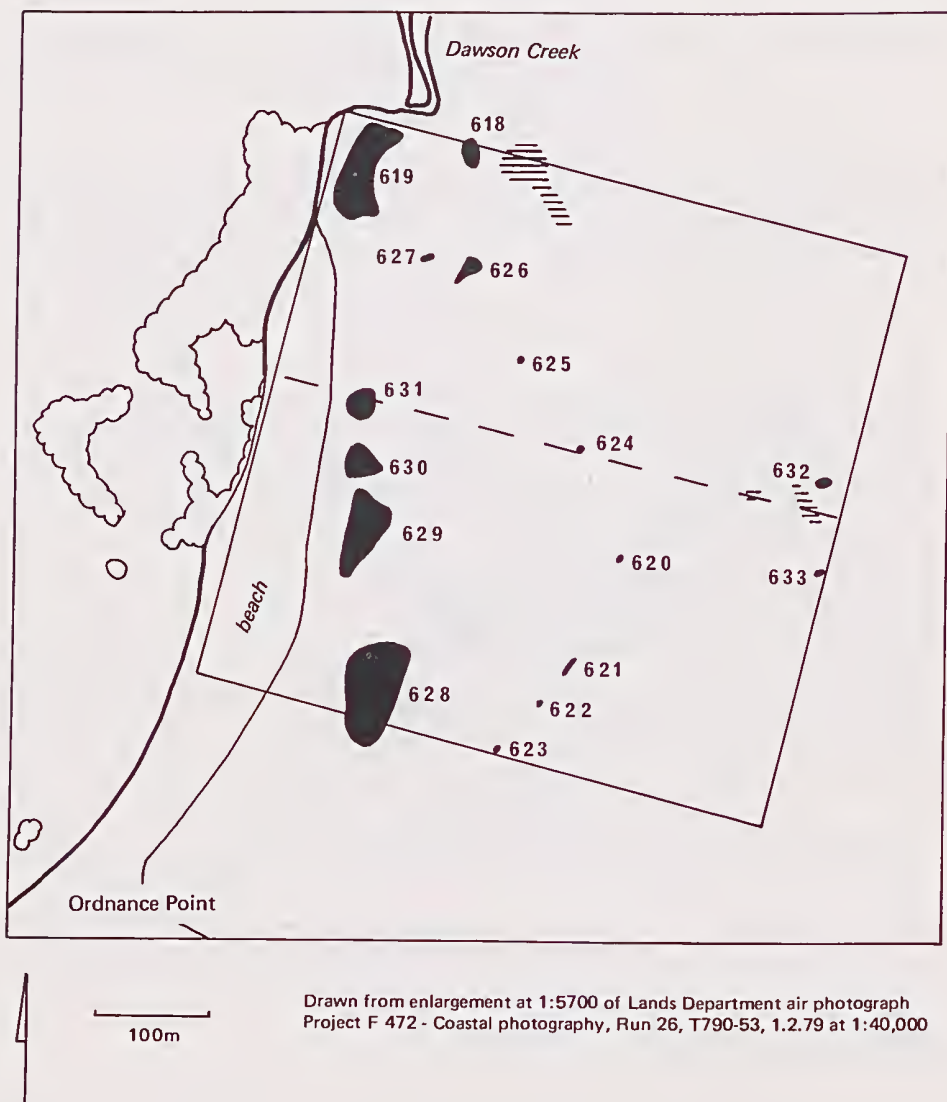 Dawson Creek
618
619
627
626
625
631
624
630
632
629
620
633
beach
621
628
622
623
Ordnance Point
100m
Drawn from enlargement at 1:5700 of Lands Department air photograph
Project F 472 - Coastal photography, Run 26, T790-53, 1.2.79 at 1:40,000